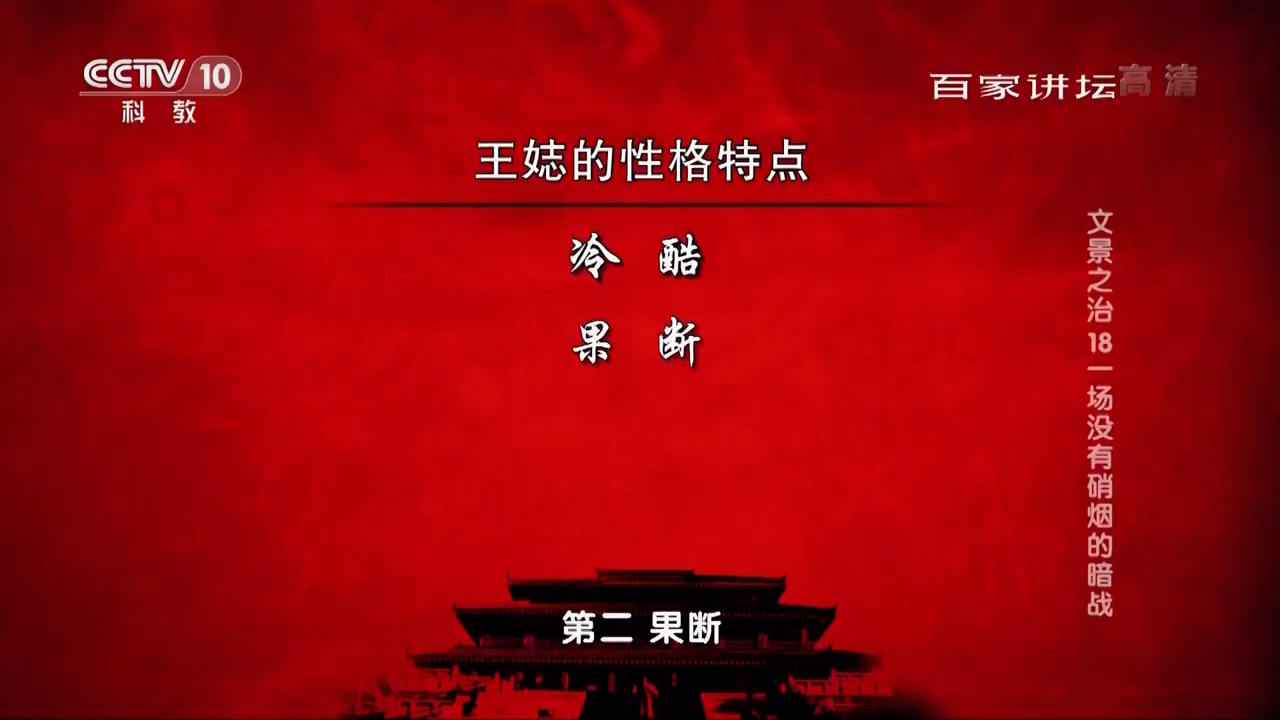 CCTV 10
科教
百家讲坛
高清
王娡的性格特点
冷酷
果断
文景之治 18 一场没有硝烟的暗战
第二 果断